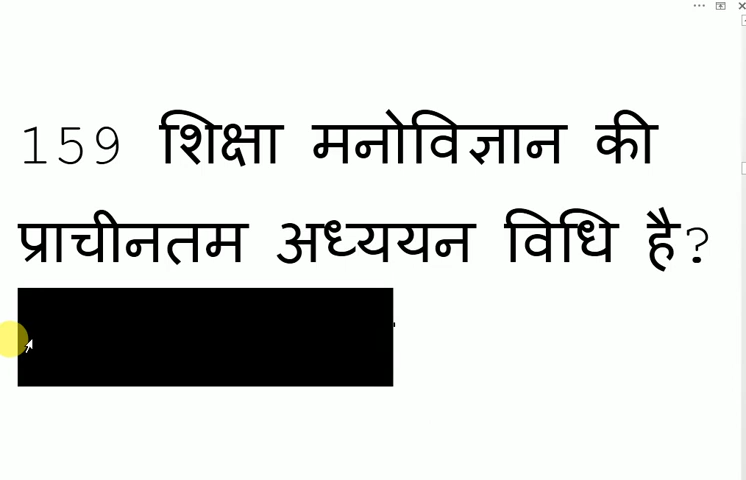 159 शिक्षा मनोविज्ञान की
प्राचीनतम अध्ययन विधि है?